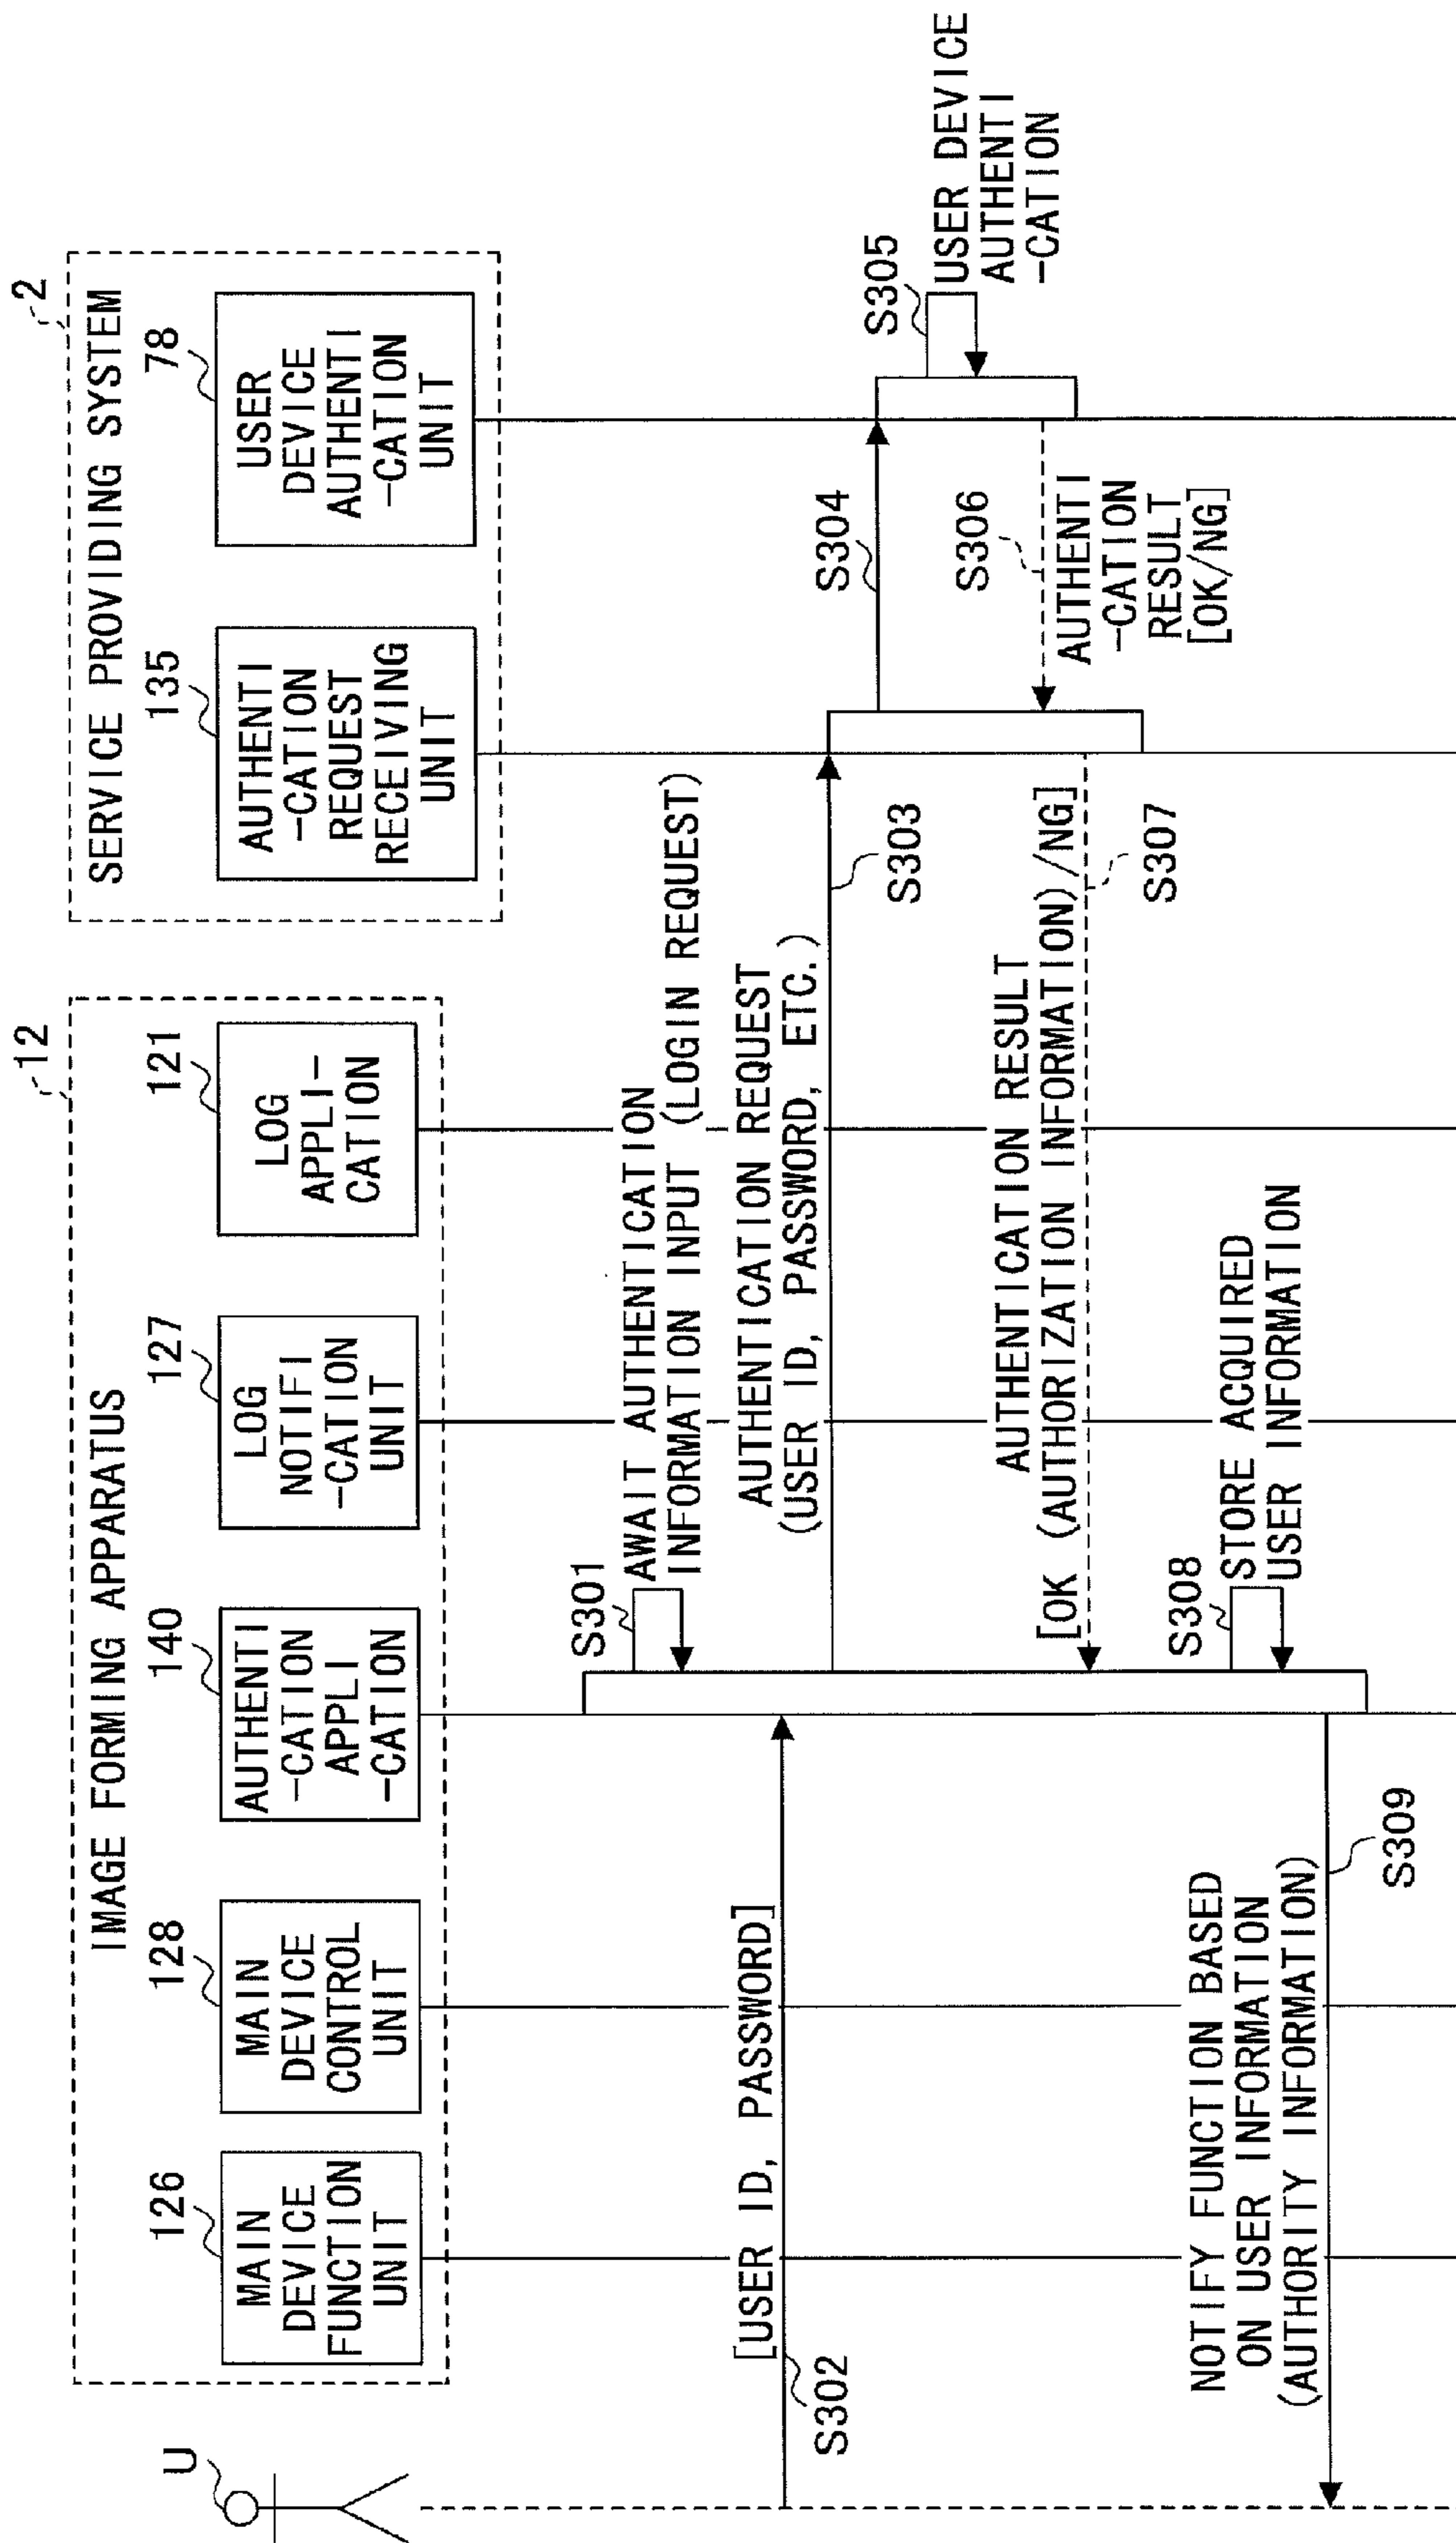 U
IMAGE FORMING APPARATUS
12
126
MAIN
DEVICE
FUNCTION
UNIT
128
MAIN
DEVICE
CONTROL
UNIT
140
AUTHENTI
-CATION
APPLI
-CATION
127
LOG
NOTIFI
-CATION
UNIT
121
LOG
APPLI-
CATION
SERVICE PROVIDING SYSTEM
2
135
AUTHENTI
-CATION
REQUEST
RECEIVING
UNIT
78
USER
DEVICE
AUTHENTI
-CATION
UNIT
S301
AWAIT AUTHENTICATION
INFORMATION INPUT (LOGIN REQUEST)
[USER ID, PASSWORD]
S302
AUTHENTICATION REQUEST
(USER ID, PASSWORD, ETC.)
S303
S304
S305
USER DEVICE
AUTHENTI
-CATION
S306
AUTHENTI
-CATION
RESULT
[OK/NG]
AUTHENTICATION RESULT
[OK (AUTHORIZATION INFORMATION)/NG]
S307
S308
STORE ACQUIRED
USER INFORMATION
NOTIFY FUNCTION BASED
ON USER INFORMATION
(AUTHORITY INFORMATION)
S309